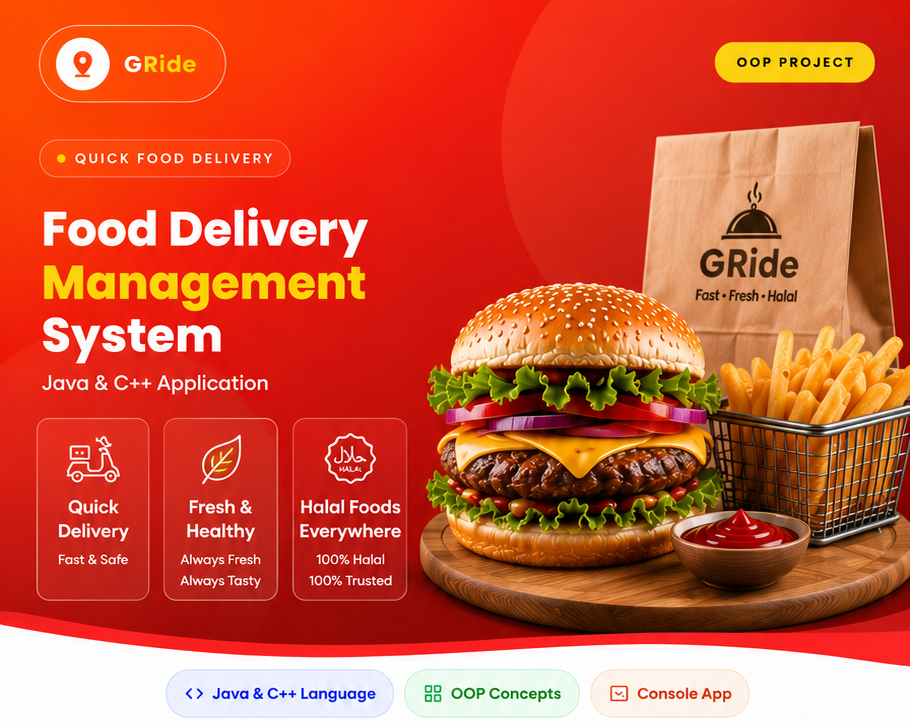 GRide
OOP PROJECT
QUICK FOOD DELIVERY
Food Delivery
Management
System
Java & C++ Application
Quick
Delivery
Fast & Safe
Fresh &
Healthy
Always Fresh
Always Tasty
حلال
HALAL
Halal Foods
Everywhere
100% Halal
100% Trusted
GRide
Fast • Fresh • Halal
Java & C++ Language
OOP Concepts
Console App